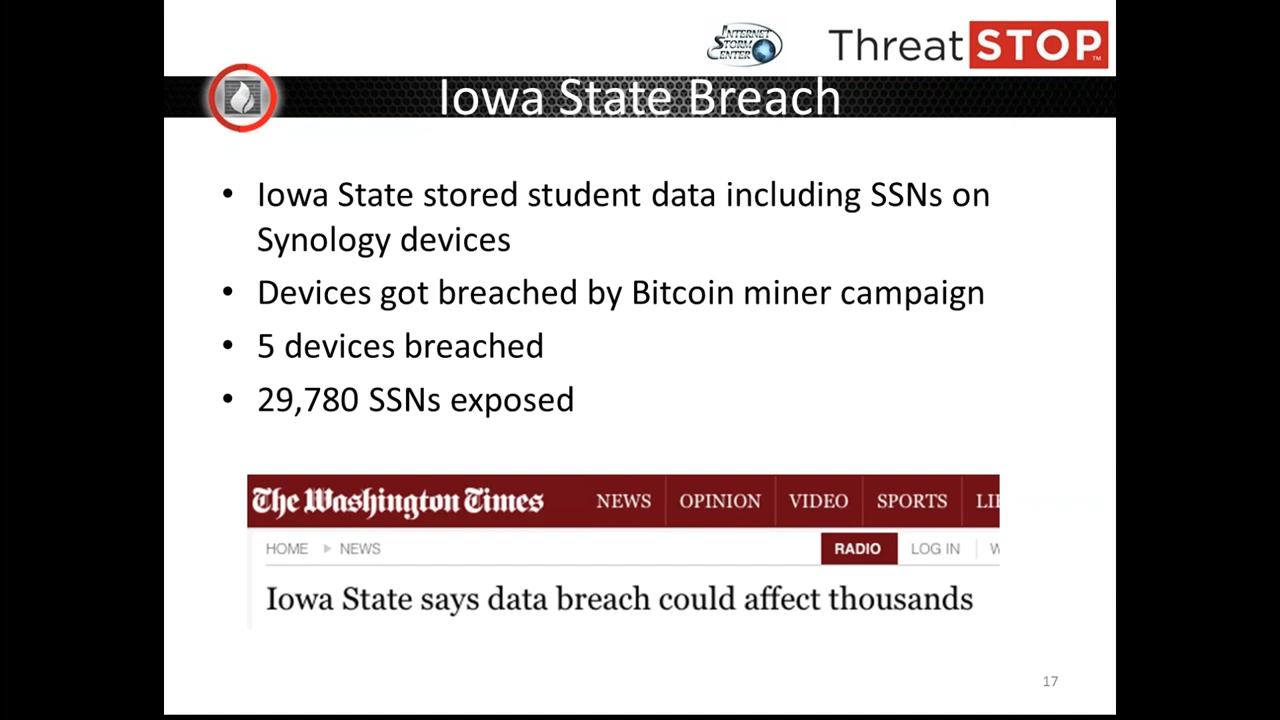 INTERNET
STORM
CENTER
ThreatSTOP™
Iowa State Breach
• Iowa State stored student data including SSNs on
Synology devices
• Devices got breached by Bitcoin miner campaign
• 5 devices breached
• 29,780 SSNs exposed
The Washington Times NEWS OPINION VIDEO SPORTS LI
HOME NEWS RADIO LOG IN W
Iowa State says data breach could affect thousands
17